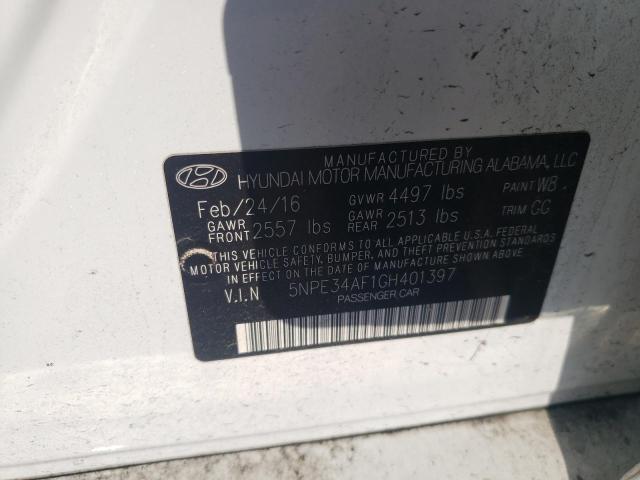 MANUFACTURED BY
HYUNDAI MOTOR MANUFACTURING ALABAMA, LLC
Feb/24/16 GVWR 4497 lbs PAINT W8
GAWR FRONT 2557 lbs GAWR REAR 2513 lbs TRIM GG
THIS VEHICLE CONFORMS TO ALL APPLICABLE U.S.A. FEDERAL
MOTOR VEHICLE SAFETY, BUMPER, AND THEFT PREVENTION
STANDARDS IN EFFECT ON THE DATE OF MANUFACTURE SHOWN ABOVE.
V.I.N 5NPE34AF1GH401397
PASSENGER CAR